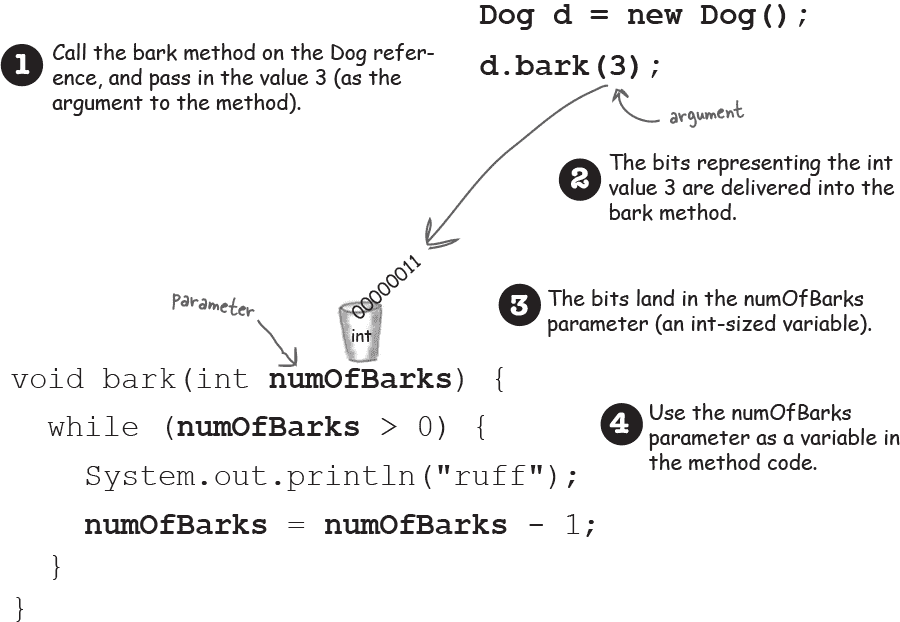 Dog d = new Dog();
d.bark(3);
1
Call the bark method on the Dog refer-
ence, and pass in the value 3 (as the
argument to the method).
argument
2
The bits representing the int
value 3 are delivered into the
bark method.
00000011
int
3
The bits land in the numOfBarks
parameter (an int-sized variable).
parameter
void bark(int numOfBarks) {
while (numOfBarks > 0) {
System.out.println("ruff");
numOfBarks = numOfBarks - 1;
}
}
4
Use the numOfBarks
parameter as a variable in
the method code.